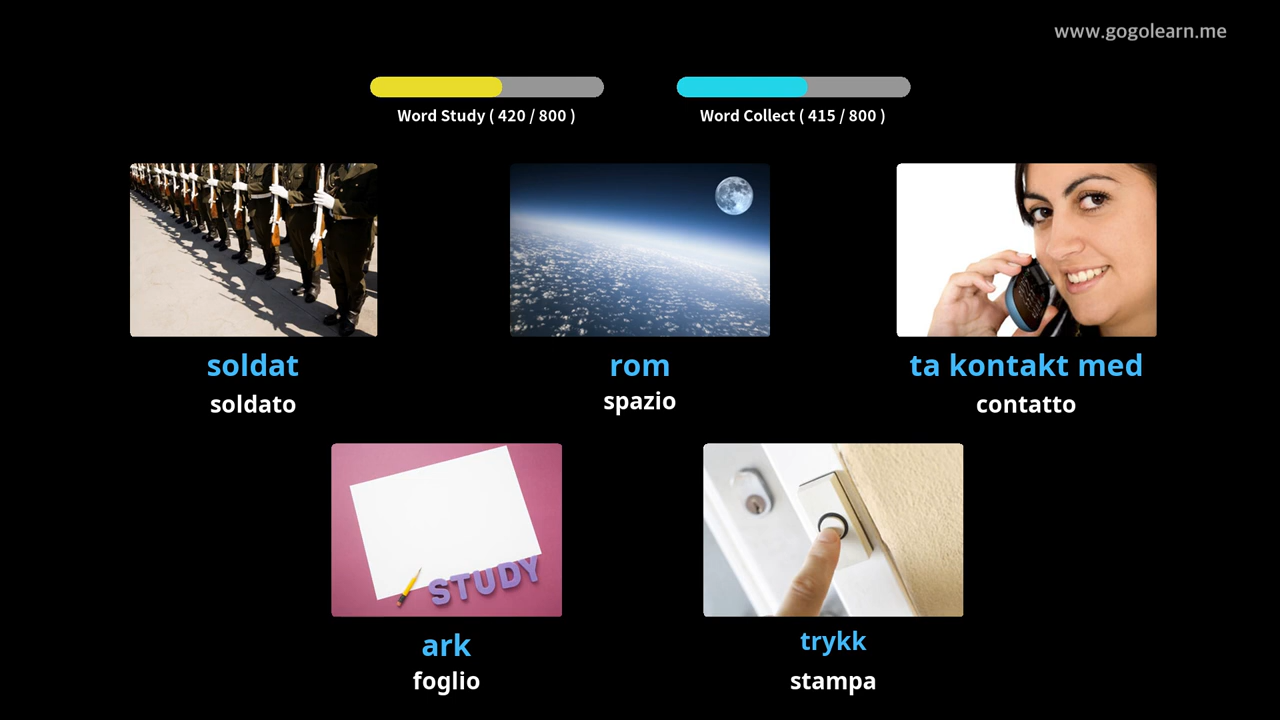 www.gogolearn.me
Word Study ( 420 / 800 )
Word Collect ( 415 / 800 )
soldat
soldato
rom
spazio
ta kontakt med
contatto
STUDY
ark
foglio
trykk
stampa